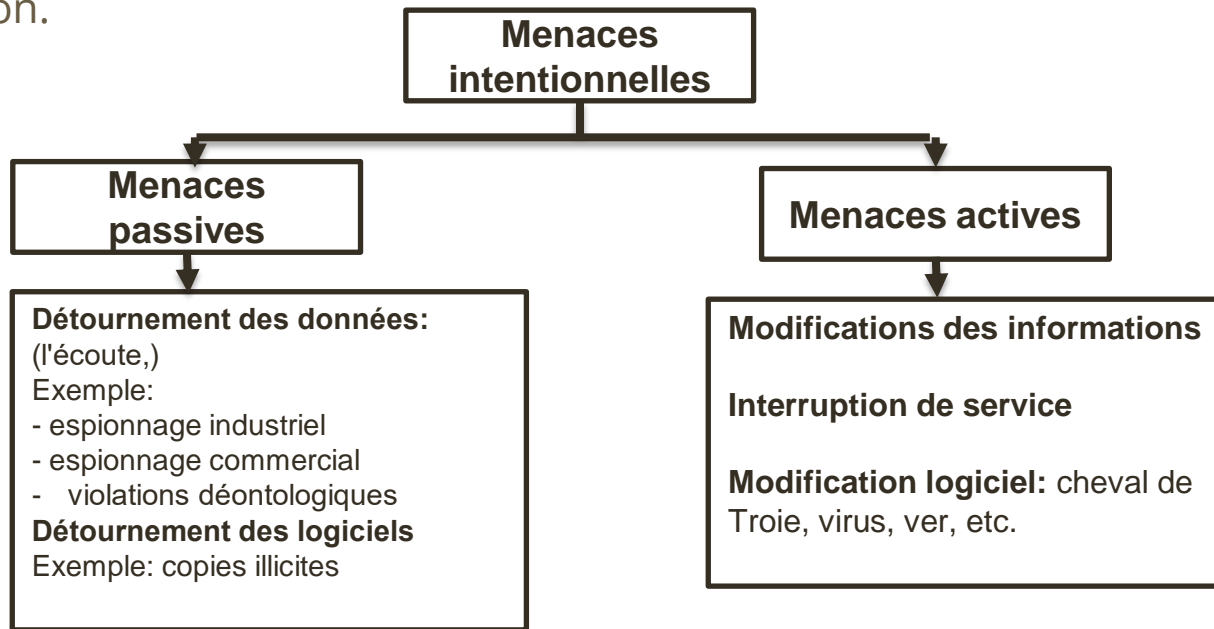 on.
Menaces
intentionnelles
Menaces
passives
Menaces actives
Détournement des données:
(l'écoute,)
Exemple:
- espionnage industriel
- espionnage commercial
- violations déontologiques
Détournement des logiciels
Exemple: copies illicites
Modifications des informations
Interruption de service
Modification logiciel: cheval de
Troie, virus, ver, etc.